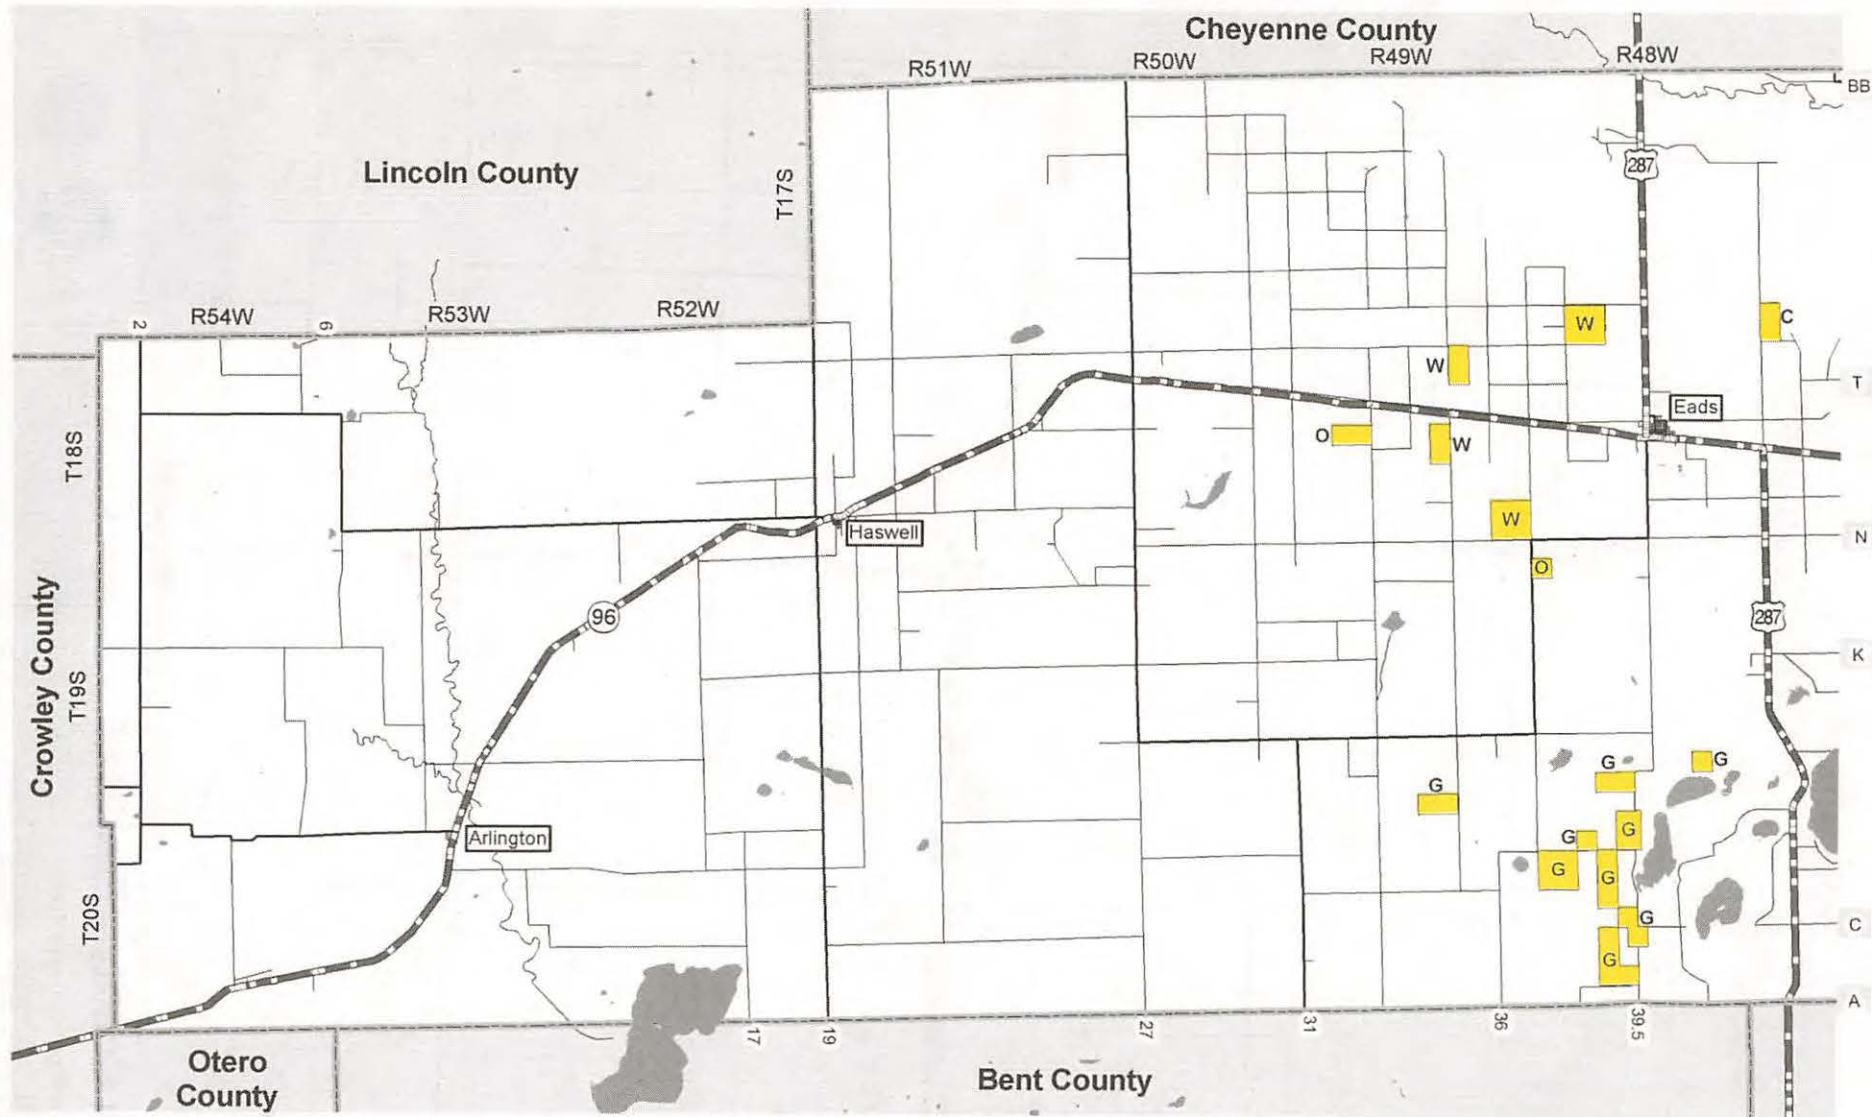 Cheyenne County
R51W
R50W
R49W
R48W
BB
Lincoln County
T17S
287
2
R54W
6
R53W
R52W
W
C
W
T
Eads
O
W
T18S
W
N
Haswell
O
96
287
K
Crowley County
T19S
G
G
G
G
G
Arlington
G
G
G
T20S
C
G
A
17
19
27
31
36
39.5
Otero
County
Bent County